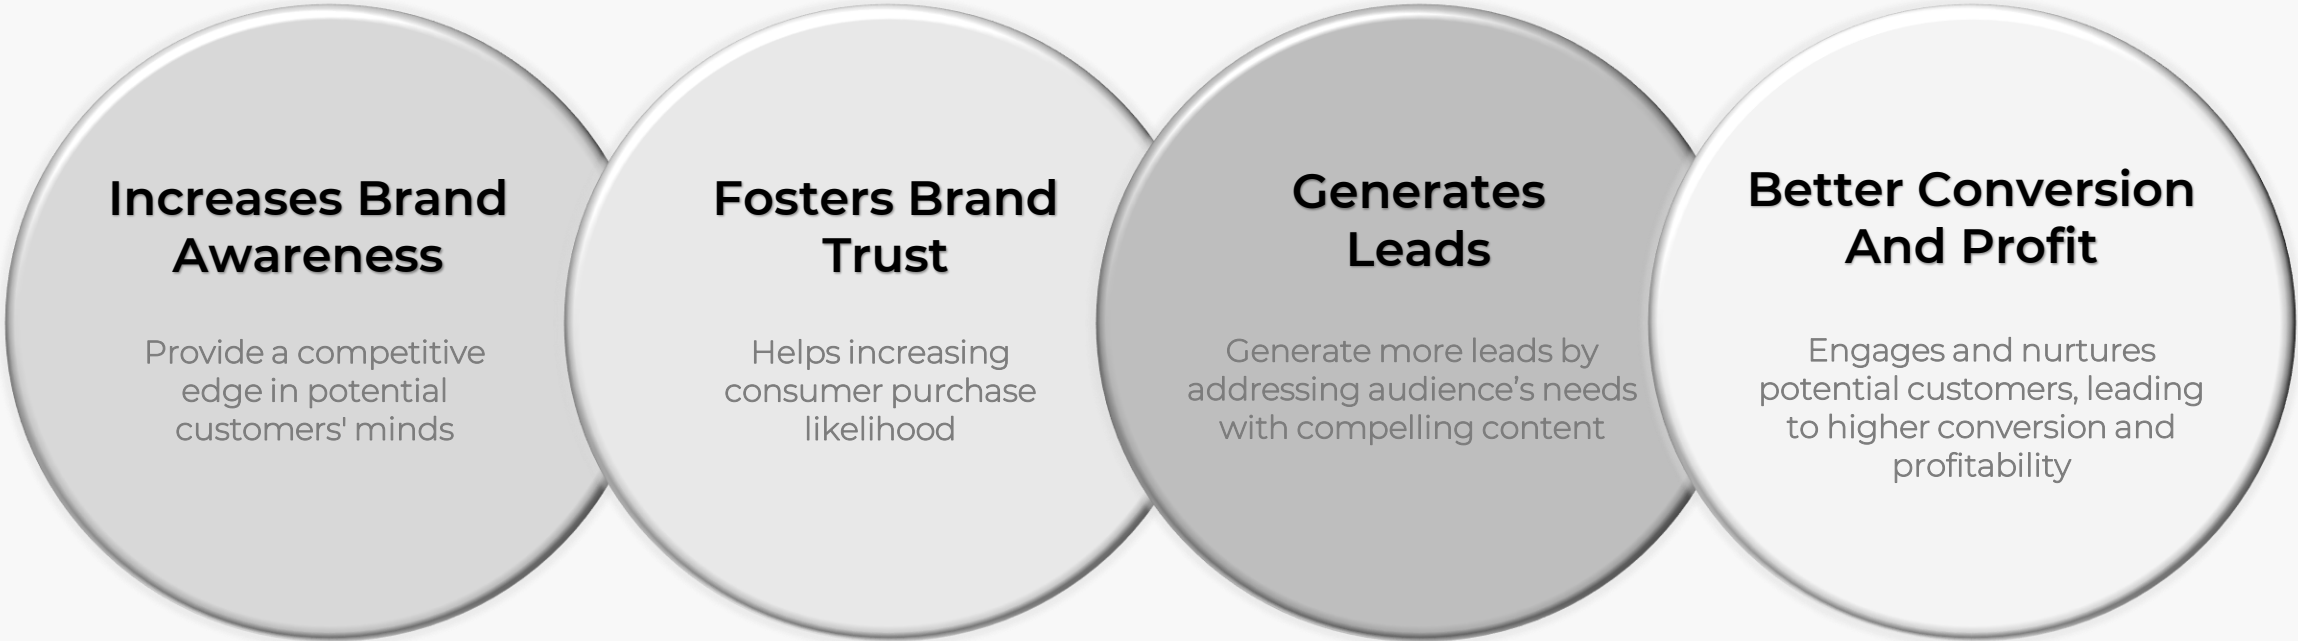 Increases Brand
Awareness
Provide a competitive
edge in potential
customers' minds
Fosters Brand
Trust
Helps increasing
consumer purchase
likelihood
Generates
Leads
Generate more leads by
addressing audience’s needs
with compelling content
Better Conversion
And Profit
Engages and nurtures
potential customers, leading
to higher conversion and
profitability